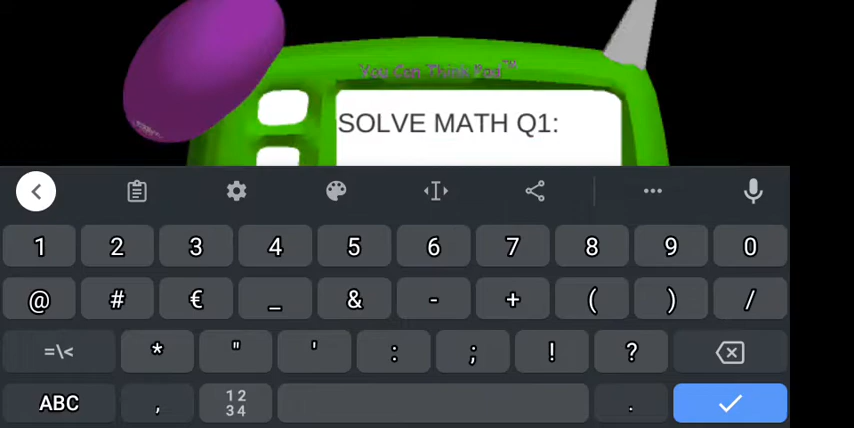 You Can Think Pad™
SOLVE MATH Q1:
1 2 3 4 5 6 7 8 9 0
@ # € _ & - + ( ) /
=\< * " ' : ; ! ?
ABC , 12 .
34